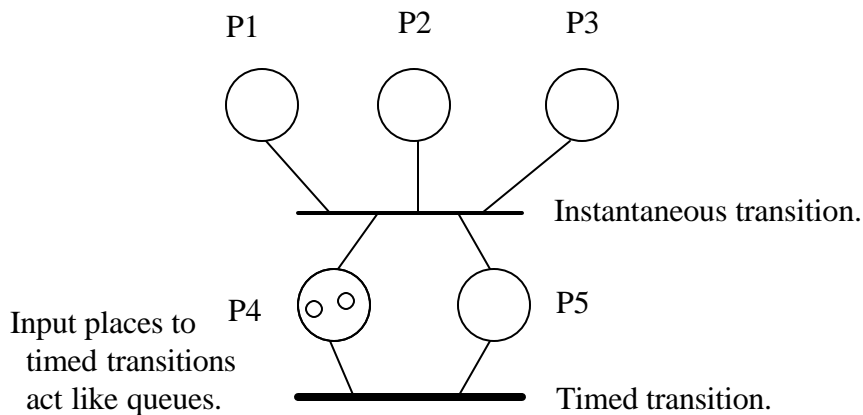 P1
P2
P3
Instantaneous transition.
P4
P5
Input places to
timed transitions
act like queues.
Timed transition.